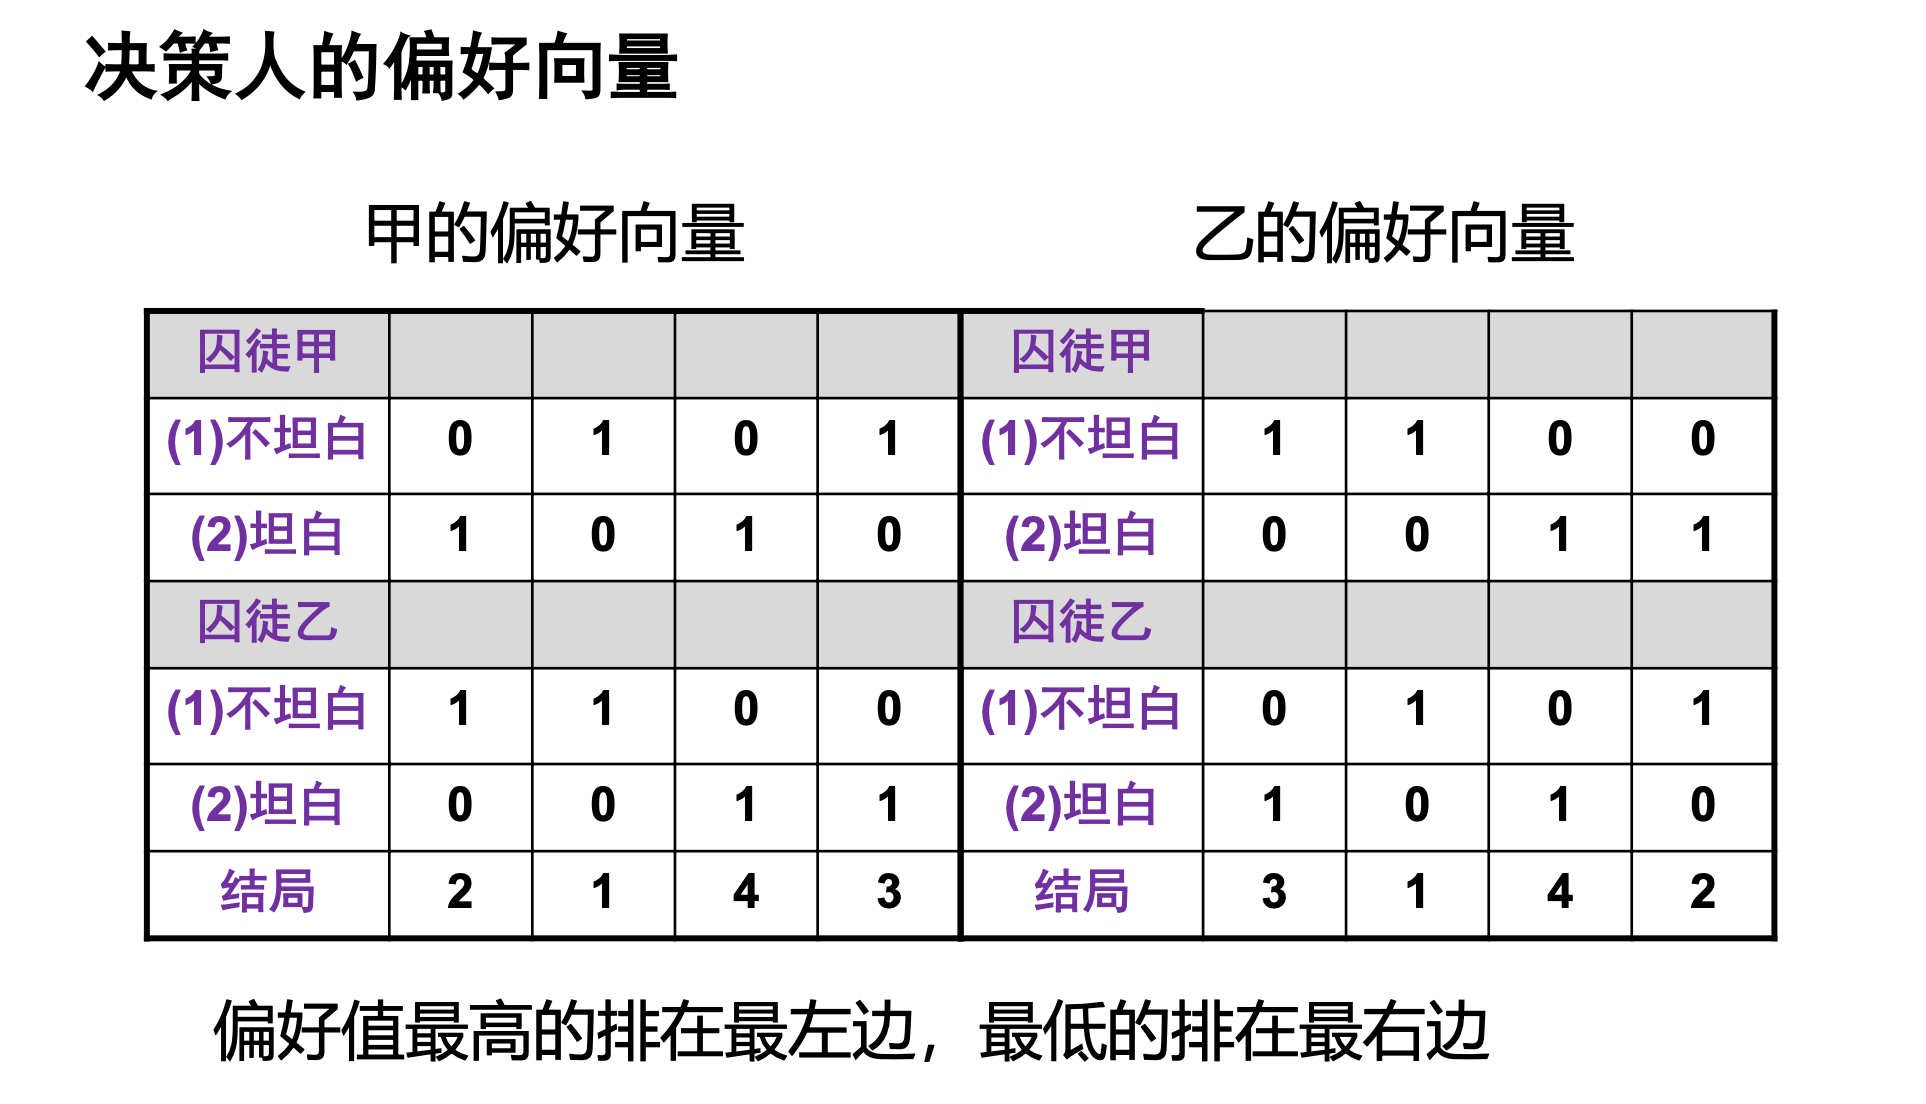 决策人的偏好向量
甲的偏好向量 乙的偏好向量
囚徒甲 囚徒甲
(1)不坦白 0 1 0 1 (1)不坦白 1 1 0 0
(2)坦白 1 0 1 0 (2)坦白 0 0 1 1
囚徒乙 囚徒乙
(1)不坦白 1 1 0 0 (1)不坦白 0 1 0 1
(2)坦白 0 0 1 1 (2)坦白 1 0 1 0
结局 2 1 4 3 结局 3 1 4 2
偏好值最高的排在最左边，最低的排在最右边